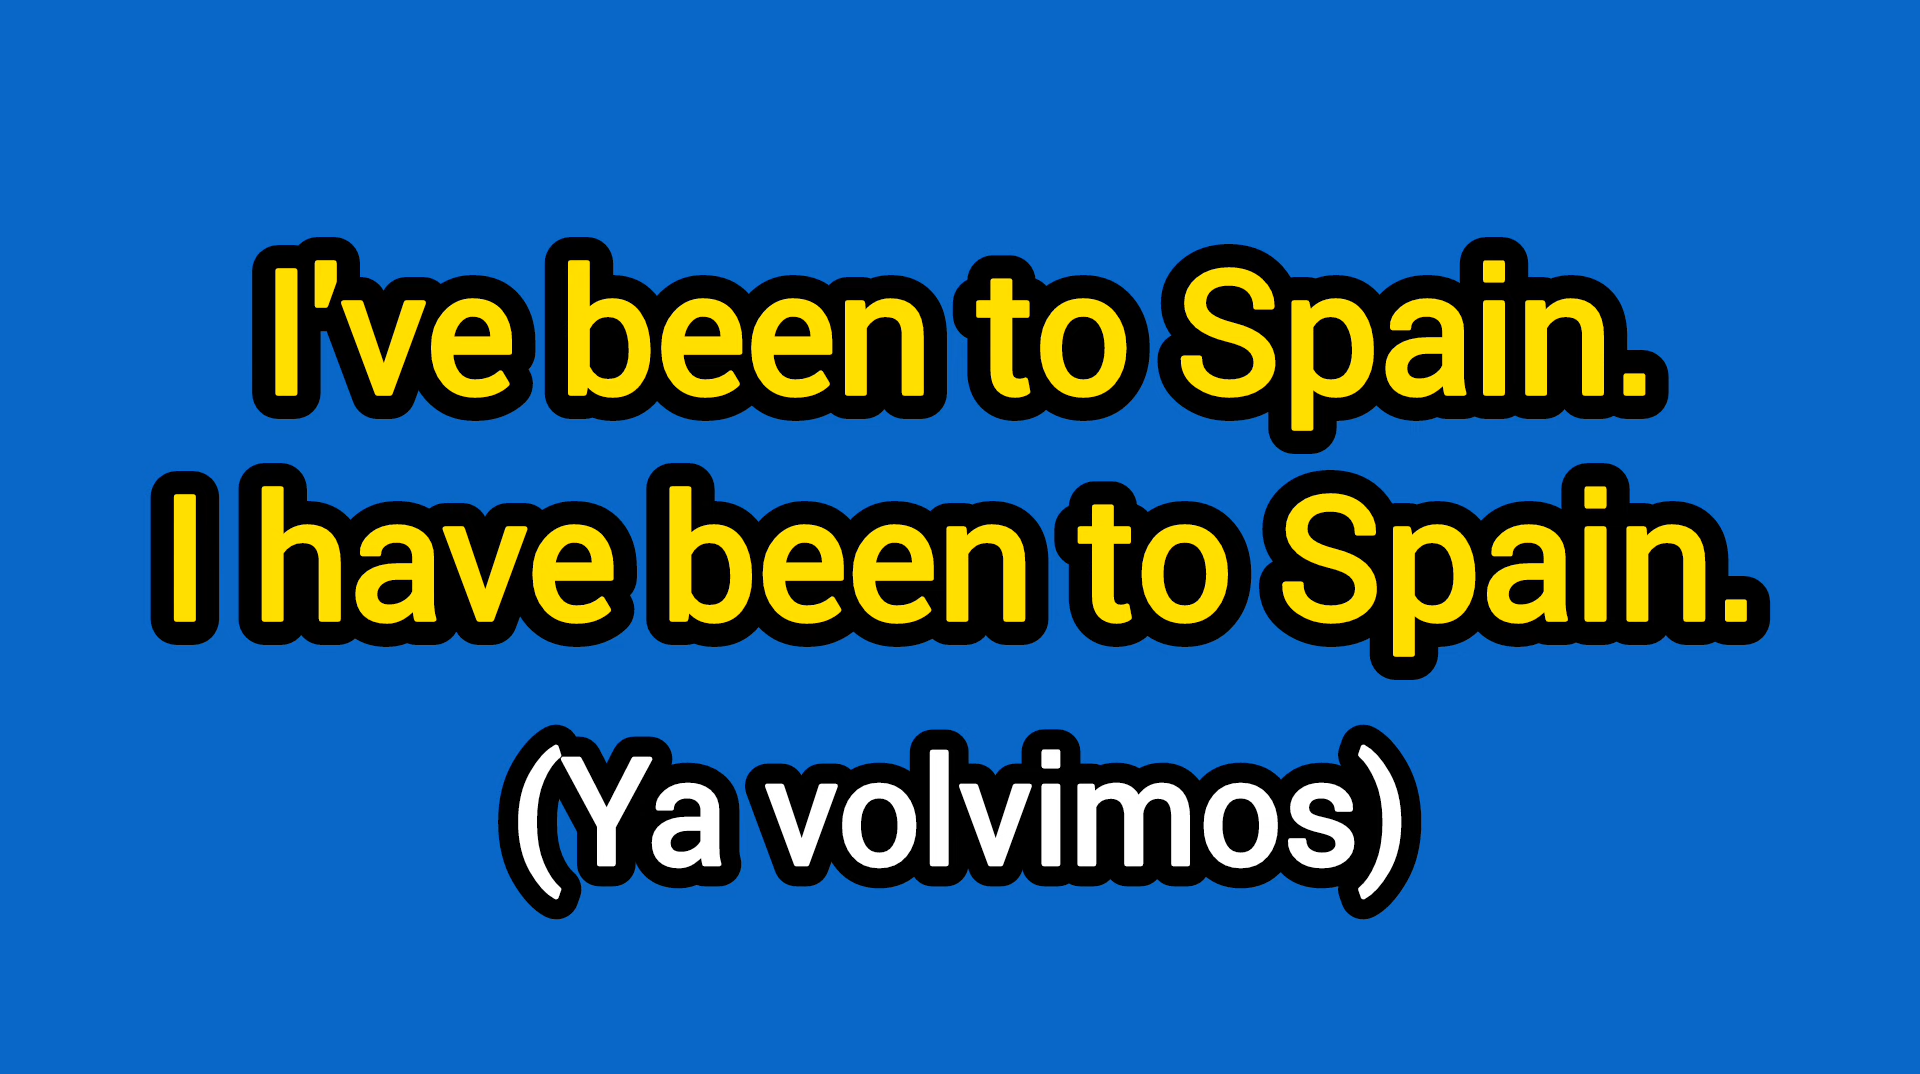 I've been to Spain.
I have been to Spain.
(Ya volvimos)